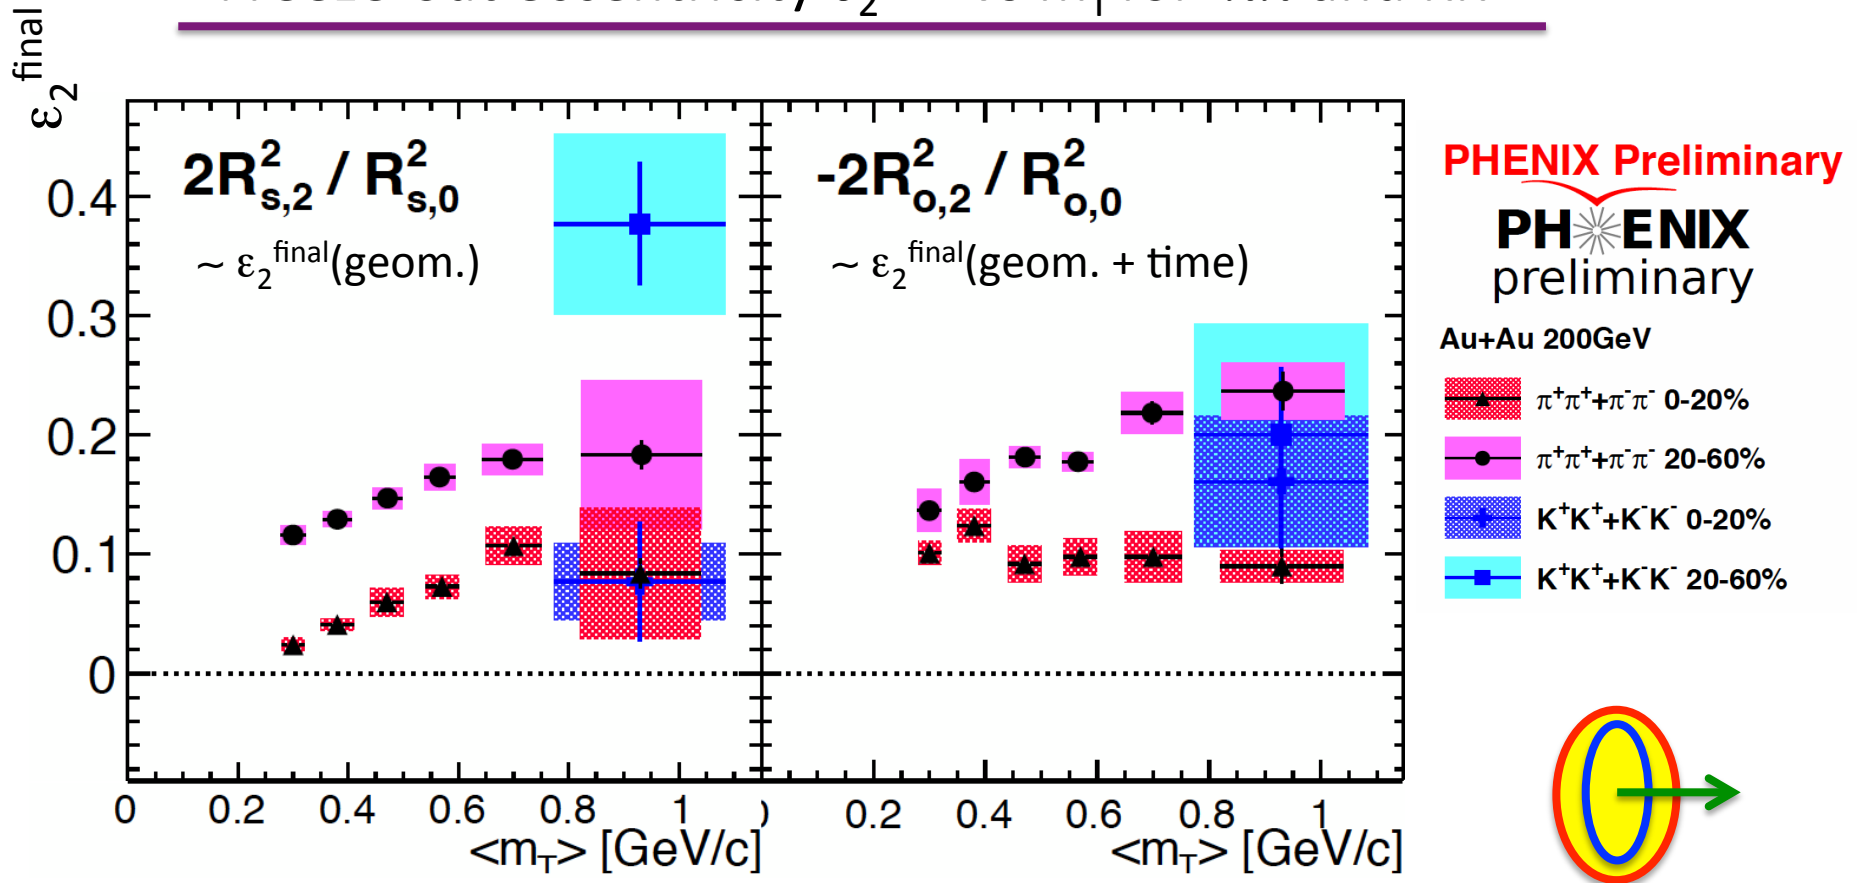 ε₂ᶠⁱⁿᵃˡ
2R²s,2 / R²s,0
~ ε₂ᶠⁱⁿᵃˡ(geom.)
-2R²o,2 / R²o,0
~ ε₂ᶠⁱⁿᵃˡ(geom. + time)
0.4
0.3
0.2
0.1
0
0 0.2 0.4 0.6 0.8 1
0.2 0.4 0.6 0.8 1
<mT> [GeV/c]
<mT> [GeV/c]
PHENIX Preliminary
PHENIX
preliminary
Au+Au 200GeV
π⁺π⁺+π⁻π⁻ 0-20%
π⁺π⁺+π⁻π⁻ 20-60%
K⁺K⁺+K⁻K⁻ 0-20%
K⁺K⁺+K⁻K⁻ 20-60%